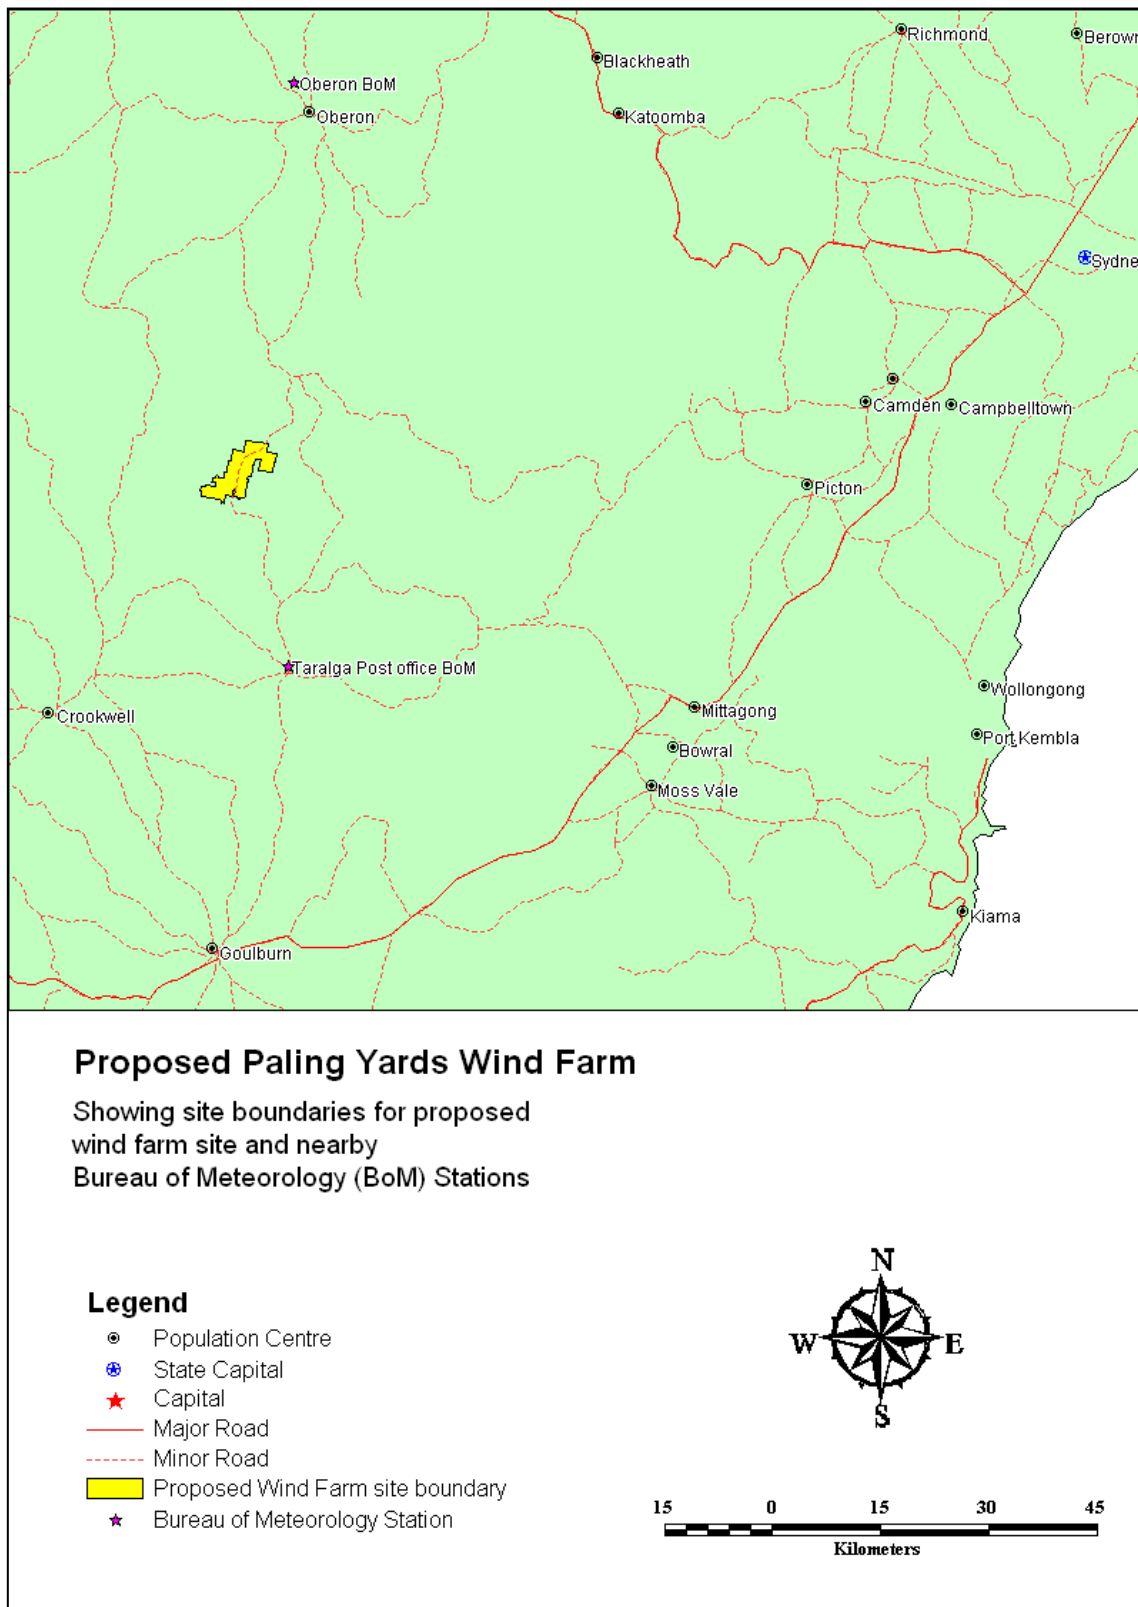 Richmond
Berowr
Blackheath
Oberon BoM
Katoomba
Oberon
Sydne
Camden
Campbelltown
Picton
Taralga Post office BoM
Wollongong
Crookwell
Mittagong
Port Kembla
Bowral
Moss Vale
Kiama
Goulburn
Proposed Paling Yards Wind Farm
Showing site boundaries for proposed
wind farm site and nearby
Bureau of Meteorology (BoM) Stations
N
W
E
S
Legend
Population Centre
State Capital
Capital
Major Road
Minor Road
Proposed Wind Farm site boundary
Bureau of Meteorology Station
15 0 15 30 45
Kilometers